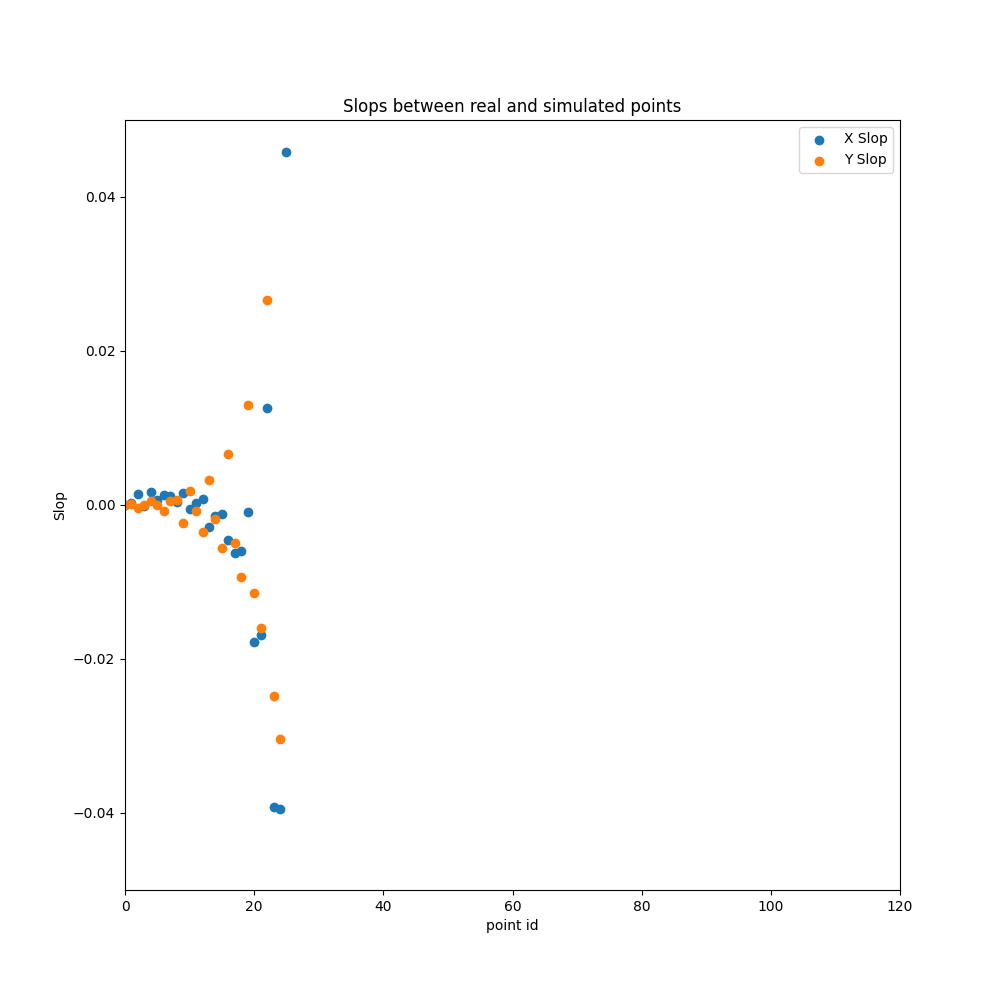 Slops between real and simulated points
X Slop
Y Slop
0.04
0.02
0.00
−0.02
−0.04
Slop
0 20 40 60 80 100 120
point id